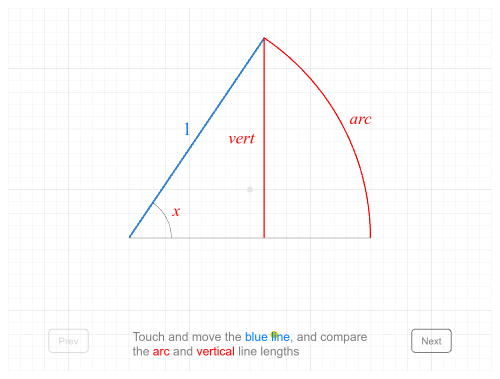 1
vert
arc
x
Touch and move the blue line, and compare
the arc and vertical line lengths
Prev
Next